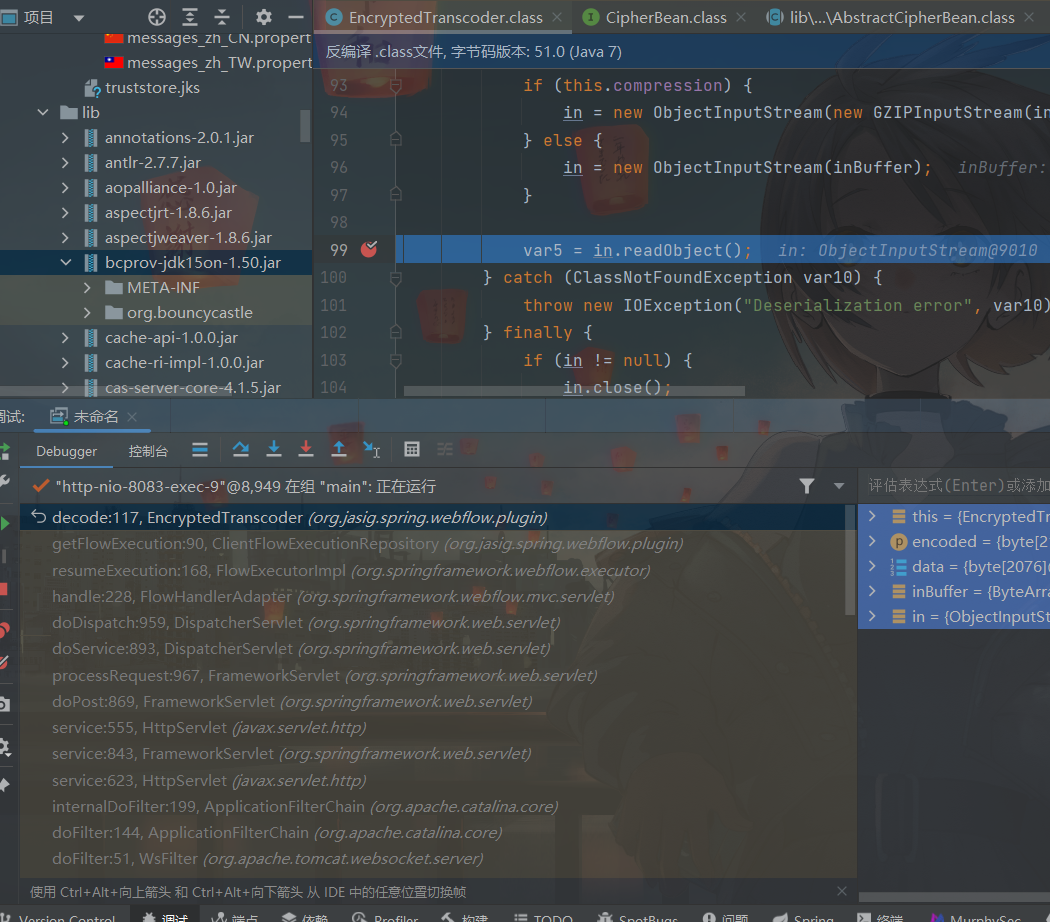 项目
EncryptedTranscoder.class
CipherBean.class
lib\...\AbstractCipherBean.class
messages_zh_CN.propert
messages_zh_TW.propert
truststore.jks
lib
annotations-2.0.1.jar
antlr-2.7.7.jar
aopalliance-1.0.jar
aspectjrt-1.8.6.jar
aspectjweaver-1.8.6.jar
bcprov-jdk15on-1.50.jar
META-INF
org.bouncycastle
cache-api-1.0.0.jar
cache-ri-impl-1.0.0.jar
cas-server-core-4.1.5.jar
反编译 .class文件, 字节码版本: 51.0 (Java 7)
93 if (this.compression) {
94 in = new ObjectInputStream(new GZIPInputStream(in
95 } else {
96 in = new ObjectInputStream(inBuffer); inBuffer:
97 }
98
99 var5 = in.readObject(); in: ObjectInputStream@9010
100 } catch (ClassNotFoundException var10) {
101 throw new IOException("Deserialization error", var10)
102 } finally {
103 if (in != null) {
104 in.close();
调试:
未命名
Debugger
控制台
"http-nio-8083-exec-9"@8,949 在组 "main": 正在运行
decode:117, EncryptedTranscoder (org.jasig.spring.webflow.plugin)
getFlowExecution:90, ClientFlowExecutionRepository (org.jasig.spring.webflow.plugin)
resumeExecution:168, FlowExecutorImpl (org.springframework.webflow.executor)
handle:228, FlowHandlerAdapter (org.springframework.webflow.mvc.servlet)
doDispatch:959, DispatcherServlet (org.springframework.web.servlet)
doService:893, DispatcherServlet (org.springframework.web.servlet)
processRequest:967, FrameworkServlet (org.springframework.web.servlet)
doPost:869, FrameworkServlet (org.springframework.web.servlet)
service:555, HttpServlet (javax.servlet.http)
service:843, FrameworkServlet (org.springframework.web.servlet)
service:623, HttpServlet (javax.servlet.http)
internalDoFilter:199, ApplicationFilterChain (org.apache.catalina.core)
doFilter:144, ApplicationFilterChain (org.apache.catalina.core)
doFilter:51, WsFilter (org.apache.tomcat.websocket.server)
评估表达式(Enter)或添加
this = {EncryptedTr
p encoded = {byte[2
data = {byte[2076]@
inBuffer = {ByteArra
in = {ObjectInputSt
使用 Ctrl+Alt+向上箭头 和 Ctrl+Alt+向下箭头 从 IDE 中的任意位置切换帧
Version Control
调试
端点
依赖
Profiler
构建
TODO
SpotBugs
问题
Spring
终端
MurphySec